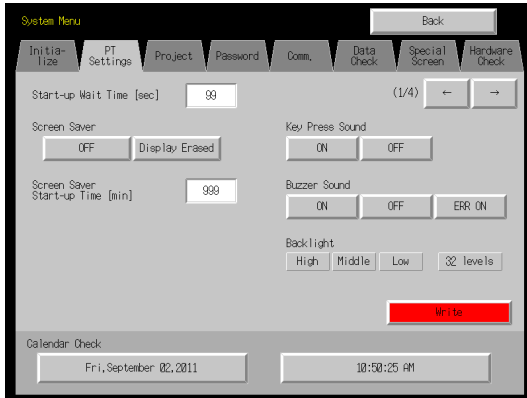 System Menu
Back
Initia-
lize
PT
Settings
Project
Password
Comm.
Data
Check
Special
Screen
Hardware
Check
Start-up Wait Time [sec]
99
(1/4)
←
→
Screen Saver
OFF
Display Erased
Key Press Sound
ON
OFF
Screen Saver
Start-up Time [min]
999
Buzzer Sound
ON
OFF
ERR ON
Backlight
High
Middle
Low
32 levels
Write
Calendar Check
Fri,September 02,2011
10:50:25 AM